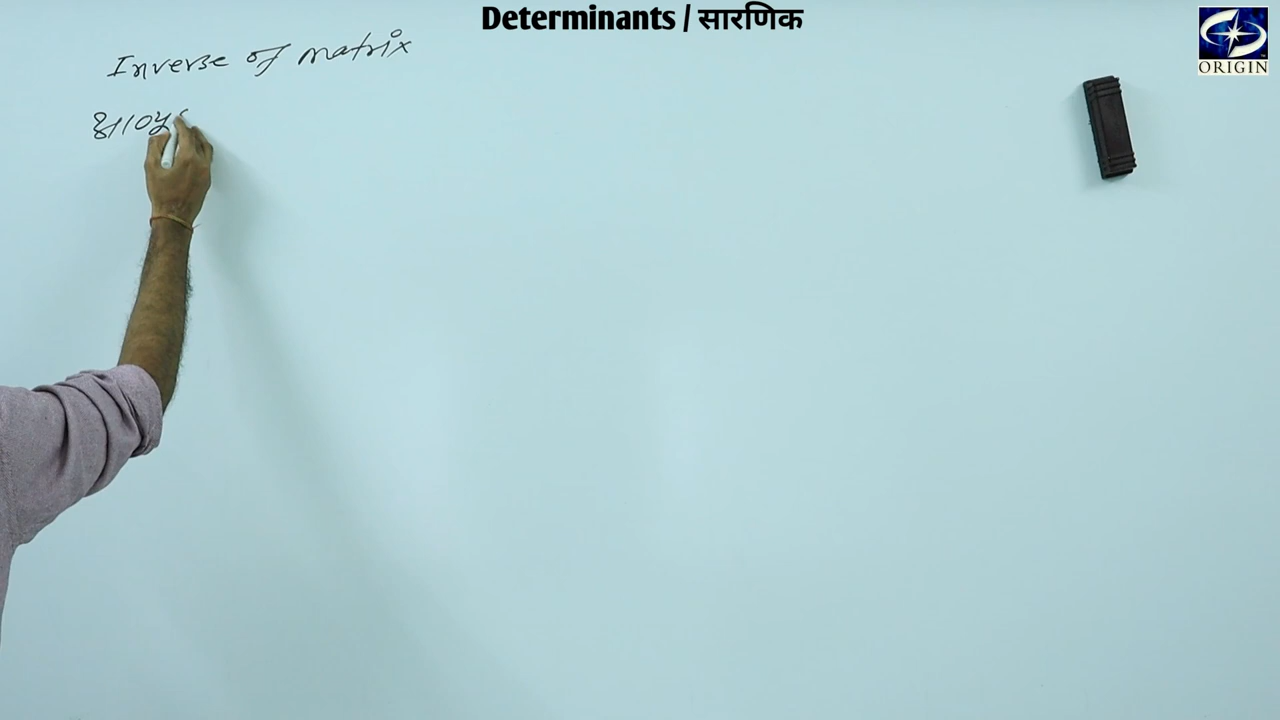 Determinants / सारणिक
ORIGIN
Inverse of matrix